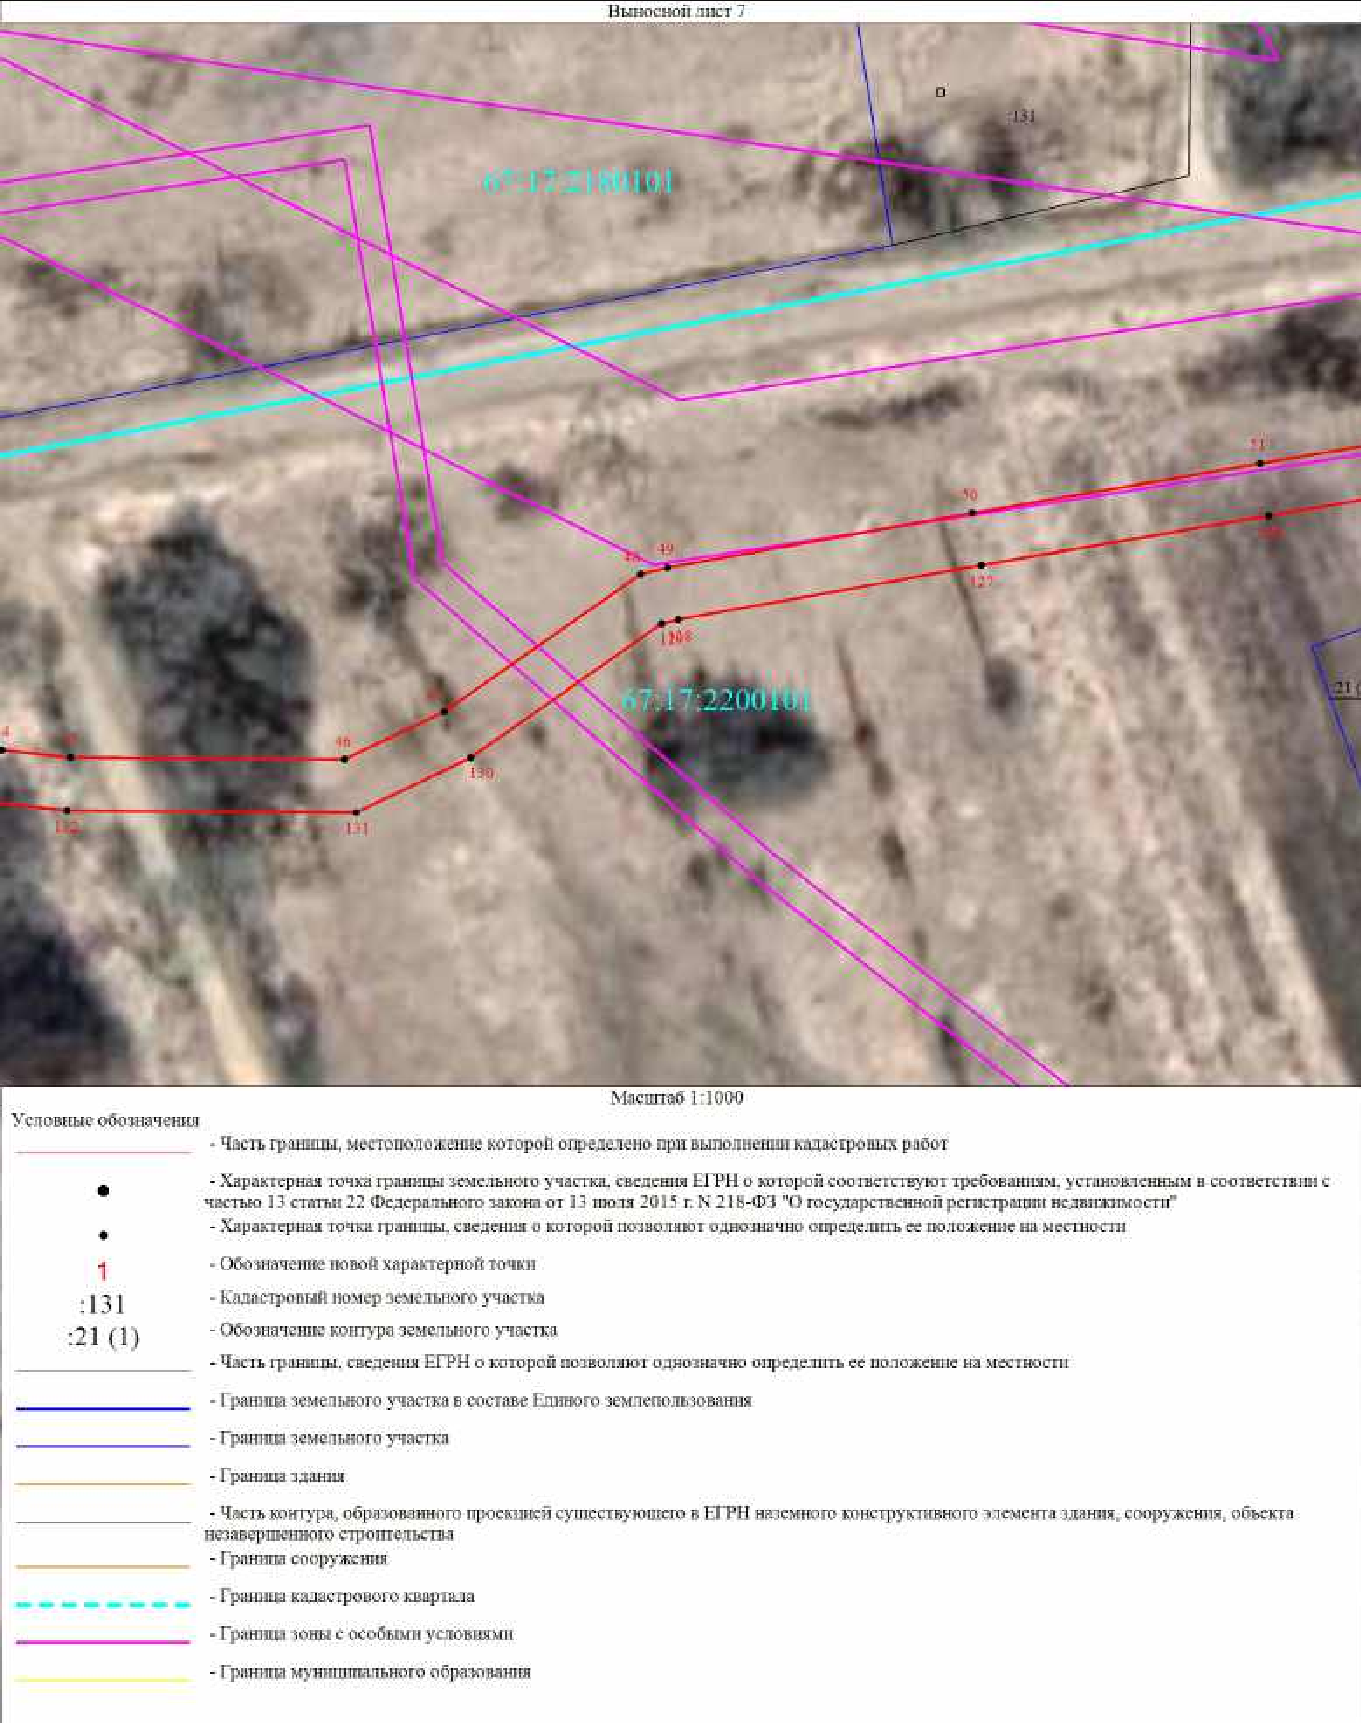 Выносной лист 7
:131
67:17:2180101
51
50
49
127
67:17:2200101
46
130
132
131
Масштаб 1:1000
Условные обозначения
- Часть границы, местоположение которой определено при выполнении кадастровых работ
- Характерная точка границы земельного участка, сведения ЕГРН о которой соответствуют требованиям, установленным в соответствии с
частью 13 статьи 22 Федерального закона от 13 июля 2015 г. N 218-ФЗ "О государственной регистрации недвижимости"
- Характерная точка границы, сведения о которой позволяют однозначно определить ее положение на местности
1
- Обозначение новой характерной точки
:131
- Кадастровый номер земельного участка
:21 (1)
- Обозначение контура земельного участка
- Часть границы, сведения ЕГРН о которой позволяют однозначно определить ее положение на местности
- Граница земельного участка в составе Единого землепользования
- Граница земельного участка
- Граница здания
- Часть контура, образованного проекцией существующего в ЕГРН наземного конструктивного элемента здания, сооружения, объекта
незавершенного строительства
- Граница сооружения
- Граница кадастрового квартала
- Граница зоны с особыми условиями
- Граница муниципального образования